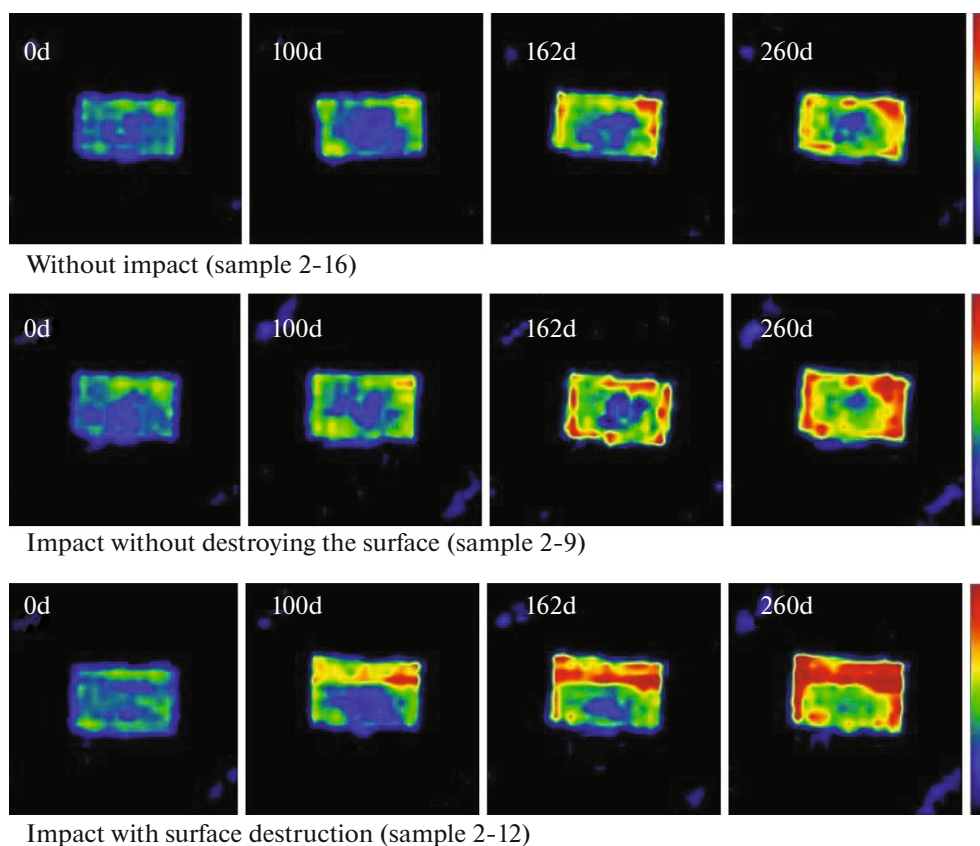 0d 100d 162d 260d
Without impact (sample 2-16)
0d 100d 162d 260d
Impact without destroying the surface (sample 2-9)
0d 100d 162d 260d
Impact with surface destruction (sample 2-12)